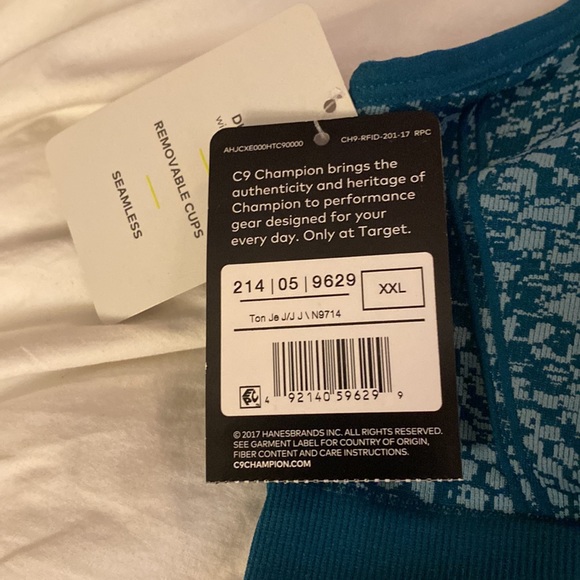 D
w
REMOVABLE CUPS
SEAMLESS
AHJCXE000HTC90000 CH9-RFID-201-17 RPC
C9 Champion brings the
authenticity and heritage of
Champion to performance
gear designed for your
every day. Only at Target.
214 | 05 | 9629 XXL
Ton Je J/J J \ N9714
4 92140 59629 9
© 2017 HANESBRANDS INC. ALL RIGHTS RESERVED.
SEE GARMENT LABEL FOR COUNTRY OF ORIGIN,
FIBER CONTENT AND CARE INSTRUCTIONS.
C9CHAMPION.COM